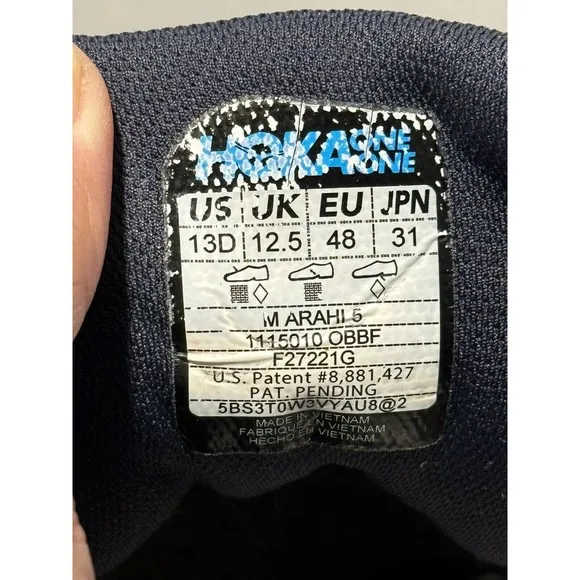 HOKA ONE ONE
US UK EU JPN
13D 12.5 48 31
M ARAHI 5
1115010 OBBF
F27221G
U.S. Patent #8,881,427
PAT. PENDING
5BS3T0W3VYAU8@2
MADE IN VIETNAM
FABRIQUÉ EN VIETNAM
HECHO EN VIETNAM